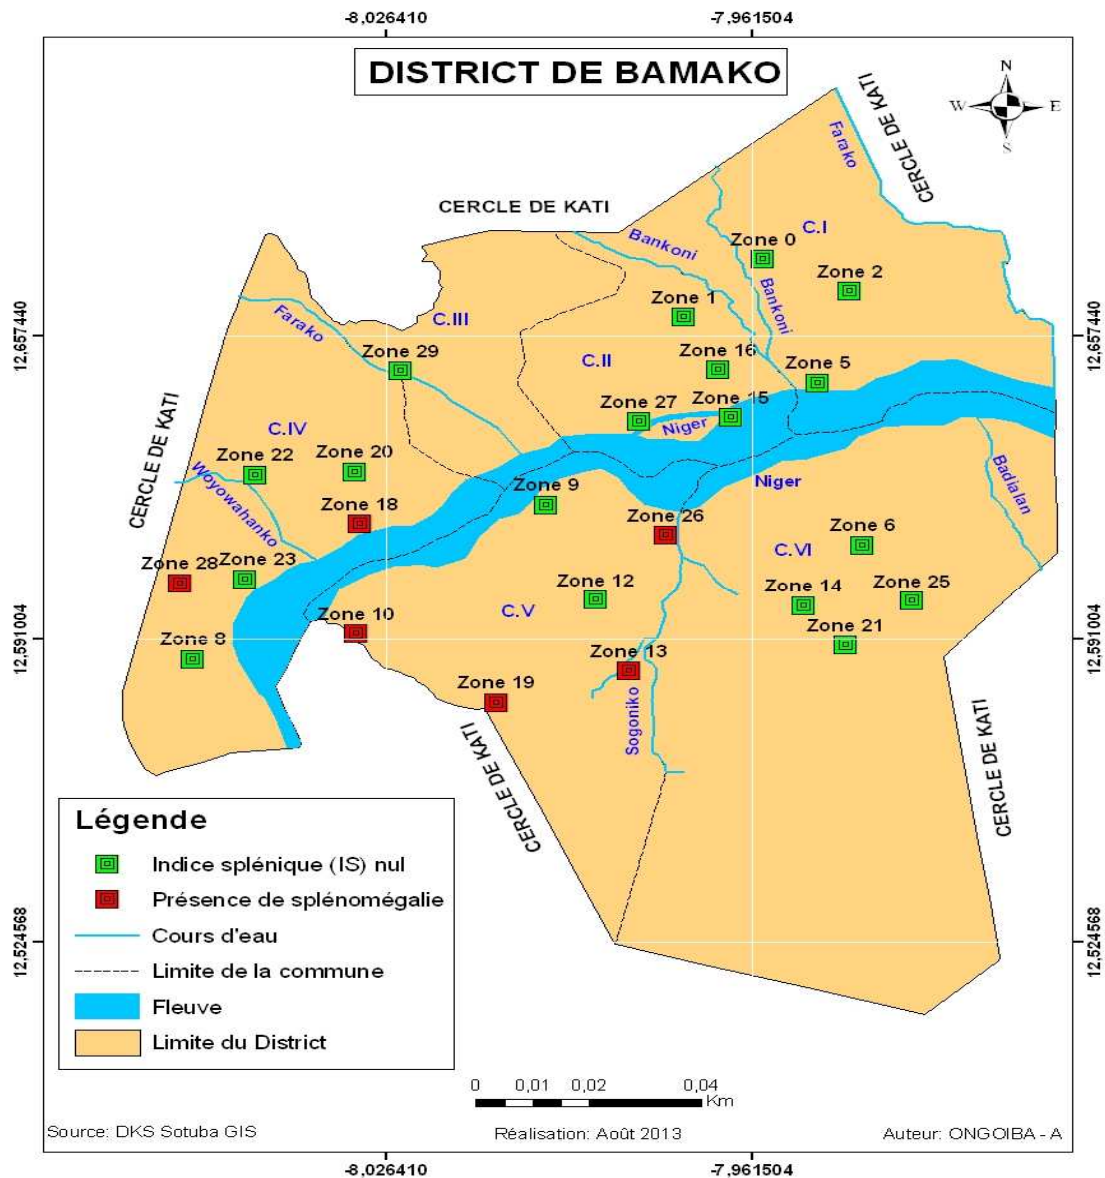 -8,026410
-7,961504
DISTRICT DE BAMAKO
N
W
E
S
CERCLE DE KATI
Farako
CERCLE DE KATI
C.I
Zone 0
Bankoni
Zone 2
Bankoni
Zone 1
12,657440
12,657440
Farako
C.III
Zone 29
C.II
Zone 16
Zone 5
Zone 27
Zone 15
Niger
CERCLE DE KATI
C.IV
Zone 22
Zone 20
Woyowahanko
Zone 9
Niger
Badialan
Zone 18
Zone 26
Zone 6
C.VI
Zone 28
Zone 23
Zone 12
Zone 14
Zone 25
Zone 10
C.V
Zone 21
12,591004
12,591004
Zone 8
Zone 13
Zone 19
Sogoniko
CERCLE DE KATI
CERCLE DE KATI
Légende
Indice splénique (IS) nul
Présence de splénomégalie
Cours d'eau
Limite de la commune
Fleuve
Limite du District
12,524568
12,524568
0 0,01 0,02 0,04
Km
Source: DKS Sotuba GIS
Réalisation: Août 2013
Auteur: ONGOIBA - A
-8,026410
-7,961504